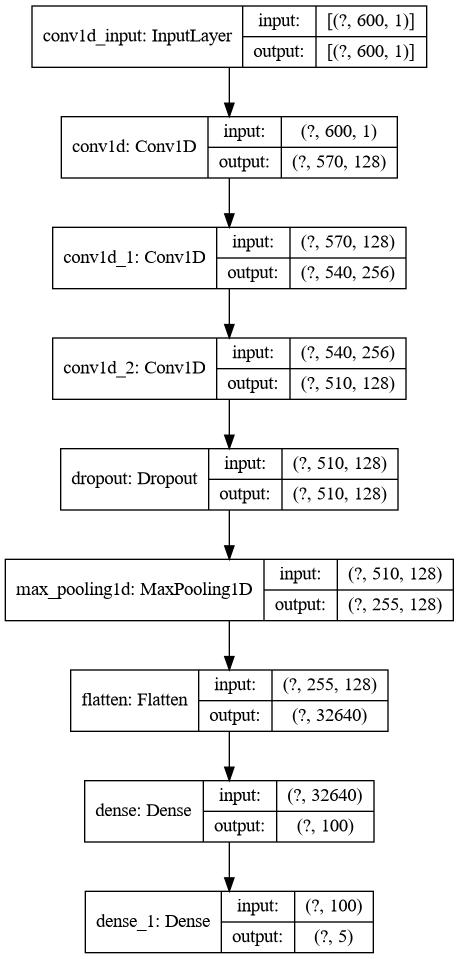 conv1d_input: InputLayer
input: [(?, 600, 1)]
output: [(?, 600, 1)]
conv1d: Conv1D
input: (?, 600, 1)
output: (?, 570, 128)
conv1d_1: Conv1D
input: (?, 570, 128)
output: (?, 540, 256)
conv1d_2: Conv1D
input: (?, 540, 256)
output: (?, 510, 128)
dropout: Dropout
input: (?, 510, 128)
output: (?, 510, 128)
max_pooling1d: MaxPooling1D
input: (?, 510, 128)
output: (?, 255, 128)
flatten: Flatten
input: (?, 255, 128)
output: (?, 32640)
dense: Dense
input: (?, 32640)
output: (?, 100)
dense_1: Dense
input: (?, 100)
output: (?, 5)